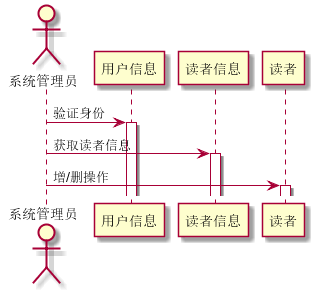 系统管理员
用户信息
读者信息
读者
验证身份
获取读者信息
增/删操作
系统管理员
用户信息
读者信息
读者